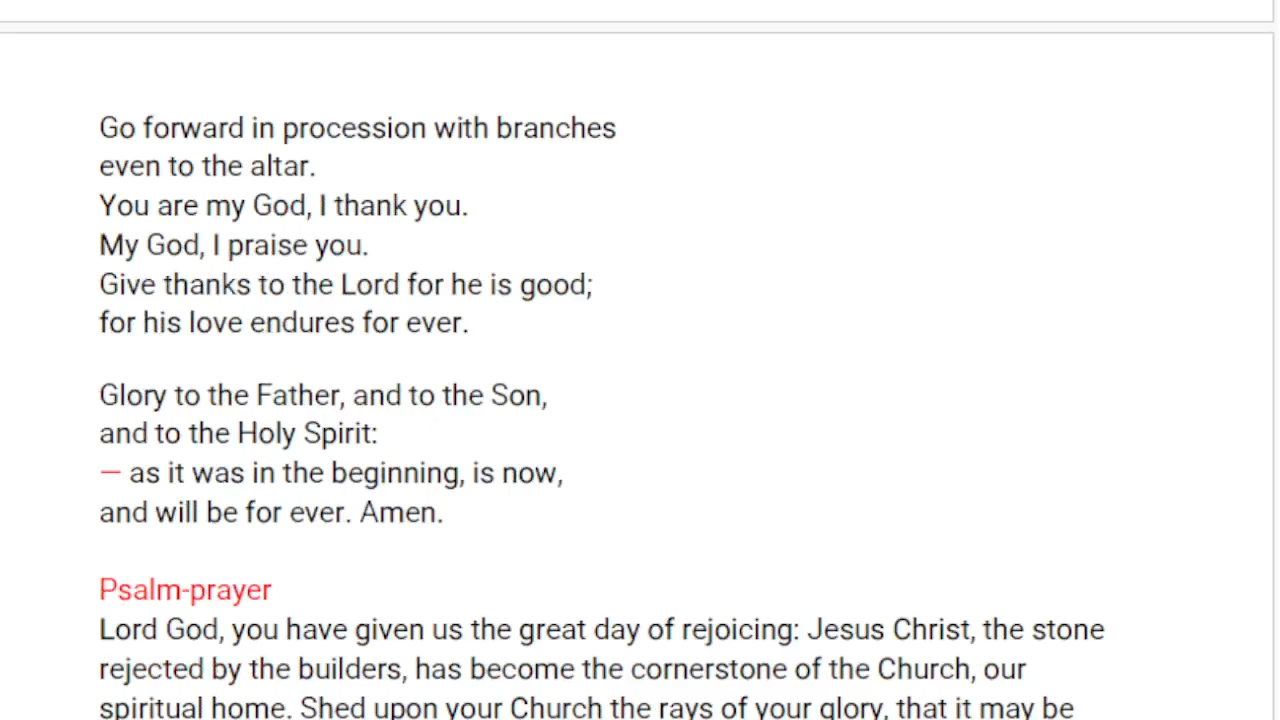 Go forward in procession with branches
even to the altar.
You are my God, I thank you.
My God, I praise you.
Give thanks to the Lord for he is good;
for his love endures for ever.
Glory to the Father, and to the Son,
and to the Holy Spirit:
— as it was in the beginning, is now,
and will be for ever. Amen.
Psalm-prayer
Lord God, you have given us the great day of rejoicing: Jesus Christ, the stone
rejected by the builders, has become the cornerstone of the Church, our
spiritual home. Shed upon your Church the rays of your glory, that it may be